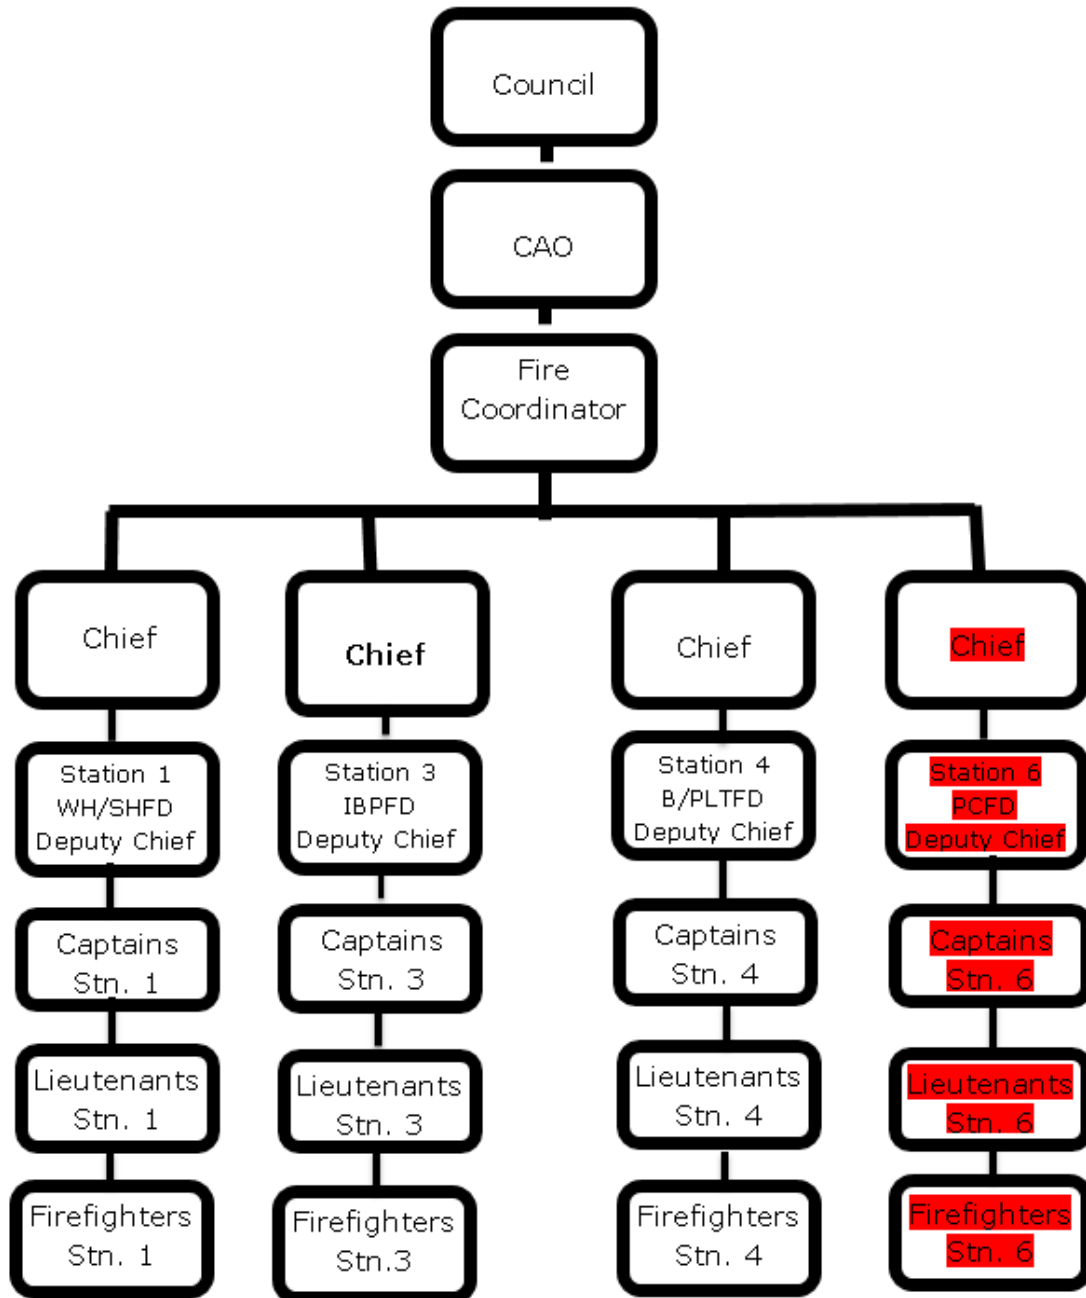 Council
CAO
Fire
Coordinator
Chief
Chief
Chief
Chief
Station 1
WH/SHFD
Deputy Chief
Station 3
IBPFD
Deputy Chief
Station 4
B/PLTFD
Deputy Chief
Station 6
PCFD
Deputy Chief
Captains
Stn. 1
Captains
Stn. 3
Captains
Stn. 4
Captains
Stn. 6
Lieutenants
Stn. 1
Lieutenants
Stn. 3
Lieutenants
Stn. 4
Lieutenants
Stn. 6
Firefighters
Stn. 1
Firefighters
Stn.3
Firefighters
Stn. 4
Firefighters
Stn. 6